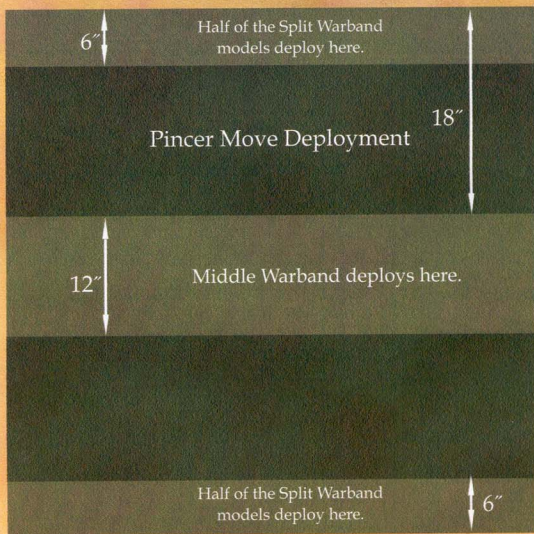 Half of the Split Warband
models deploy here.
6″
18″
Pincer Move Deployment
12″
Middle Warband deploys here.
Half of the Split Warband
models deploy here.
6″